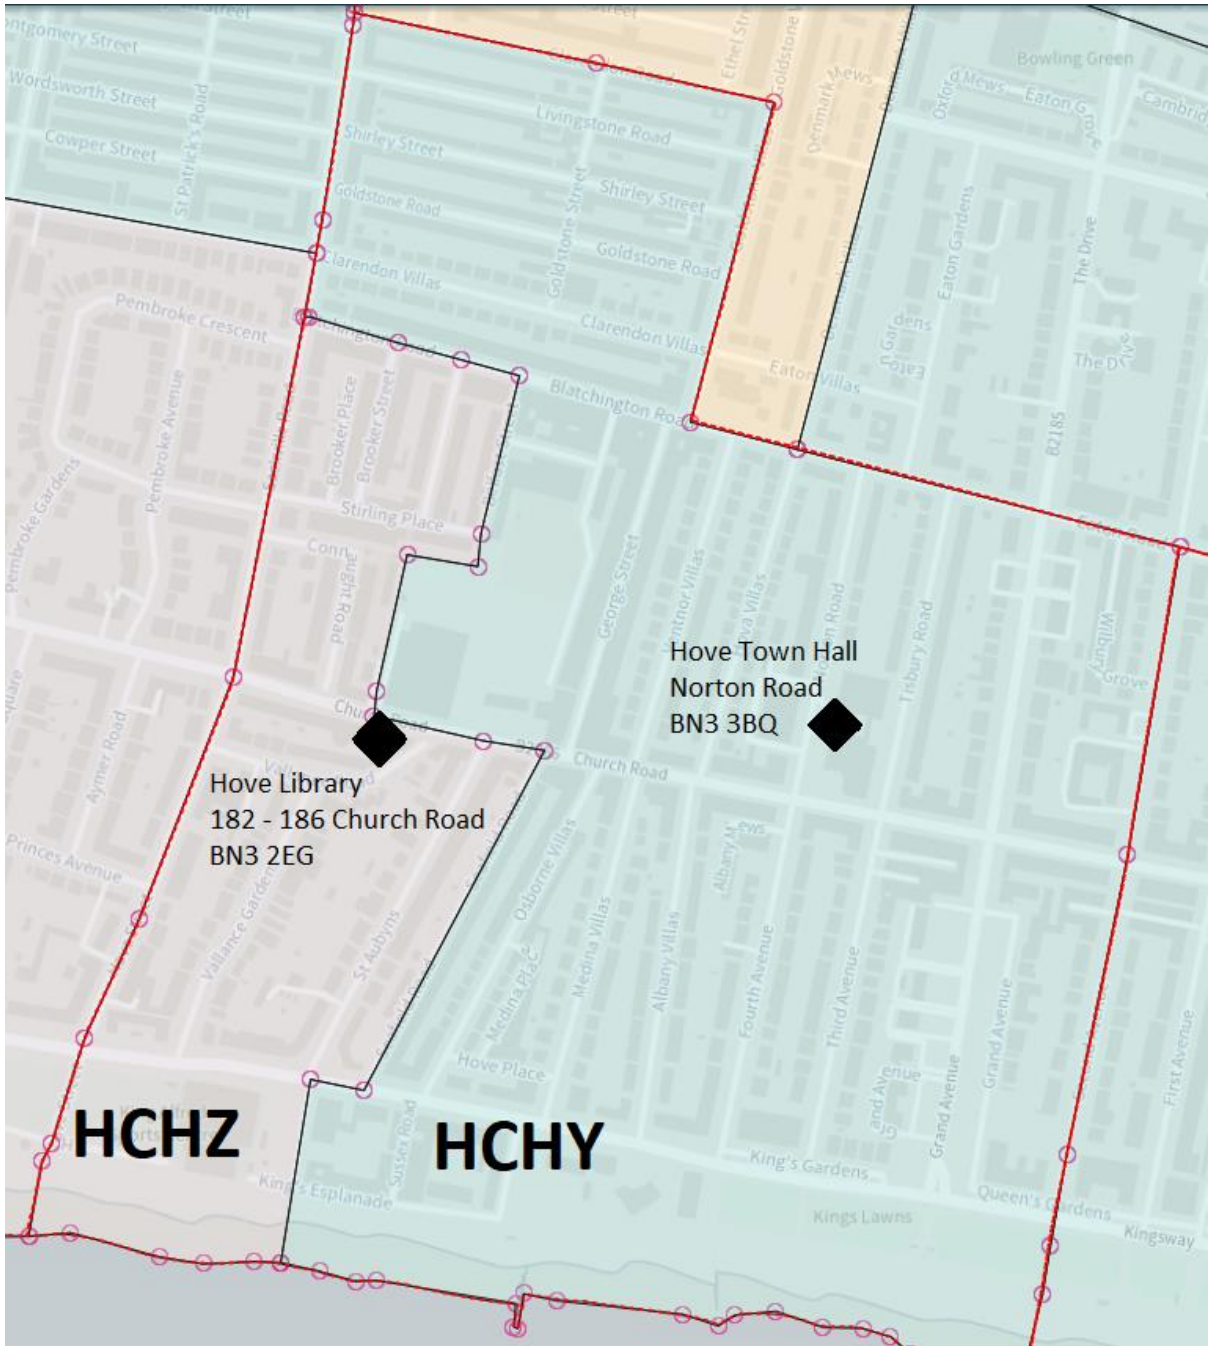 Montgomery Street
Wordsworth Street
Cowper Street
St Patrick's Road
Livingstone Road
Shirley Street
Shirley Street
Goldstone Road
Goldstone Street
Goldstone Road
Clarendon Villas
Clarendon Villas
Ethel
Denmark Mews
Bowling Green
Oxford Mews
Eaton
Eaton Gardens
The Drive
The Drive
Eaton Villas
B2185
Eaton Road
Pembroke Crescent
Pembroke Avenue
Pembroke Gardens
Blatchington Road
Brooker Place
Brooker Street
Stirling Place
George Street
Tisbury Road
Wilbury
Grove
Hove Town Hall
Norton Road
BN3 3BQ
Church Road
Church Road
Hove Library
182 - 186 Church Road
BN3 2EG
Aymer Road
Princes Avenue
Vallance Gardens
St Aubyns
Osborne Villas
Medina Place
Medina Villas
Albany Villas
Albany Mews
Fourth Avenue
Third Avenue
Grand Avenue
Grand Avenue
First Avenue
Hove Place
Sussex Road
HCHZ
HCHY
King's Esplanade
King's Gardens
Queen's Gardens
Kings Lawns
Kingsway